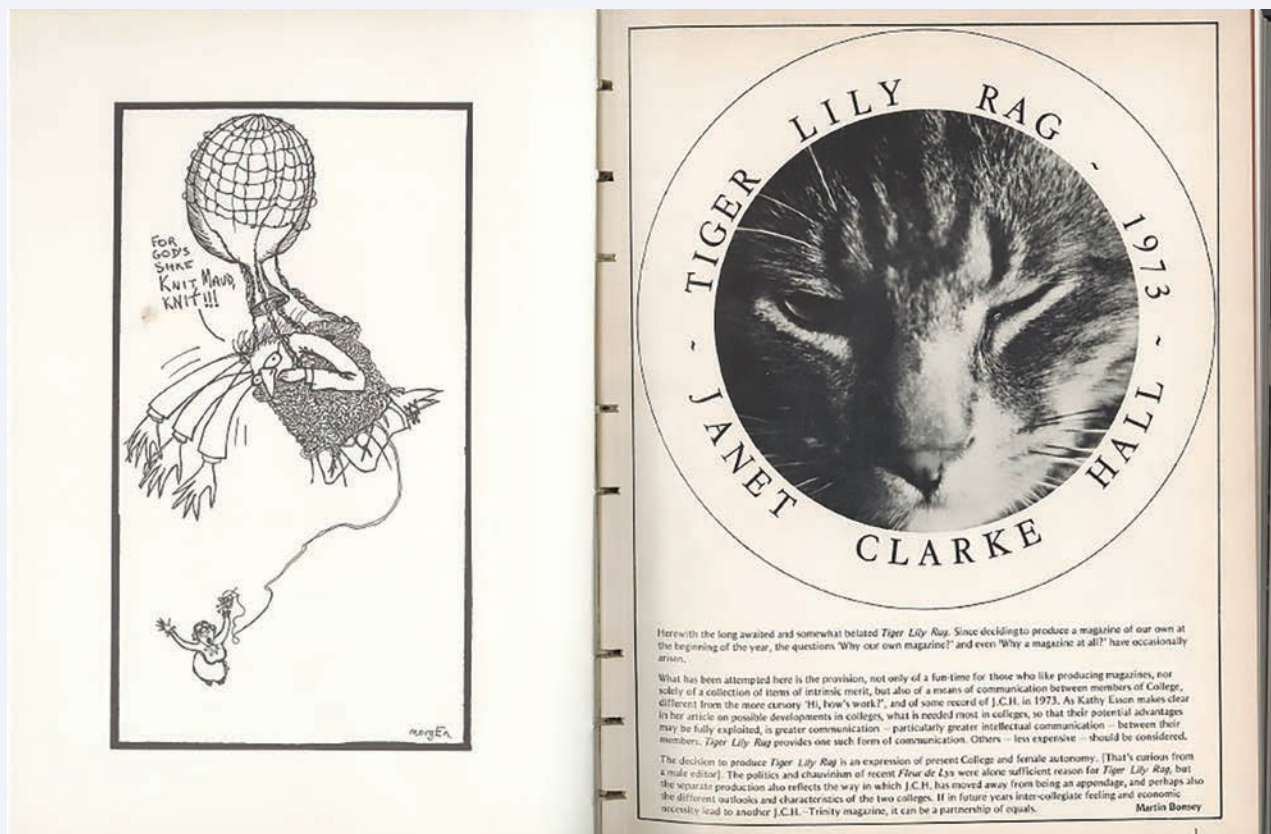 FOR
GOD'S
SAKE
KNIT, MAUD,
KNIT!!!
morgEn
~ TIGER LILY RAG ~ 1973 ~ JANET CLARKE HALL
Herewith the long awaited and somewhat belated Tiger Lily Rag. Since deciding to produce a magazine of our own at
the beginning of the year, the questions 'Why our own magazine?' and even 'Why a magazine at all?' have occasionally
arisen.
What has been attempted here is the provision, not only of a fun-time for those who like producing magazines, nor
solely of a collection of items of intrinsic merit, but also of a means of communication between members of College,
different from the more cursory 'Hi, how's work?', and of some record of J.C.H. in 1973. As Kathy Esson makes clear
in her article on possible developments in colleges, what is needed most in colleges, so that their potential advantages
may be fully exploited, is greater communication — particularly greater intellectual communication — between their
members. Tiger Lily Rag provides one such form of communication. Others — less expensive — should be considered.
The decision to produce Tiger Lily Rag is an expression of present College and female autonomy. [That's curious from
a male editor]. The politics and chauvinism of recent Fleur de Lys were alone sufficient reason for Tiger Lily Rag, but
the separate production also reflects the way in which J.C.H. has moved away from being an appendage, and perhaps also
the different outlooks and characteristics of the two colleges. If in future years inter-collegiate feeling and economic
necessity lead to another J.C.H.—Trinity magazine, it can be a partnership of equals.
Martin Bonsey
1